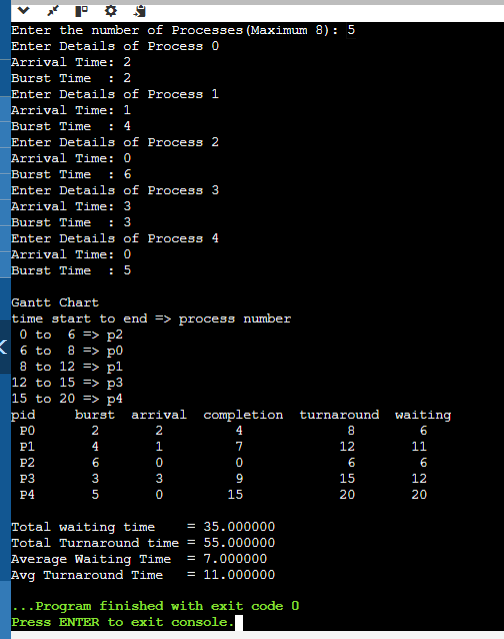 Enter the number of Processes(Maximum 8): 5
Enter Details of Process 0
Arrival Time: 2
Burst Time  : 2
Enter Details of Process 1
Arrival Time: 1
Burst Time  : 4
Enter Details of Process 2
Arrival Time: 0
Burst Time  : 6
Enter Details of Process 3
Arrival Time: 3
Burst Time  : 3
Enter Details of Process 4
Arrival Time: 0
Burst Time  : 5
Gantt Chart
time start to end => process number
 0 to  6 => p2
 6 to  8 => p0
 8 to 12 => p1
12 to 15 => p3
15 to 20 => p4
pid     burst  arrival  completion  turnaround  waiting
 P0       2       2         4            8        6
 P1       4       1         7           12       11
 P2       6       0         0            6        6
 P3       3       3         9           15       12
 P4       5       0        15           20       20
Total waiting time    = 35.000000
Total Turnaround time = 55.000000
Average Waiting Time  = 7.000000
Avg Turnaround Time   = 11.000000
...Program finished with exit code 0
Press ENTER to exit console.